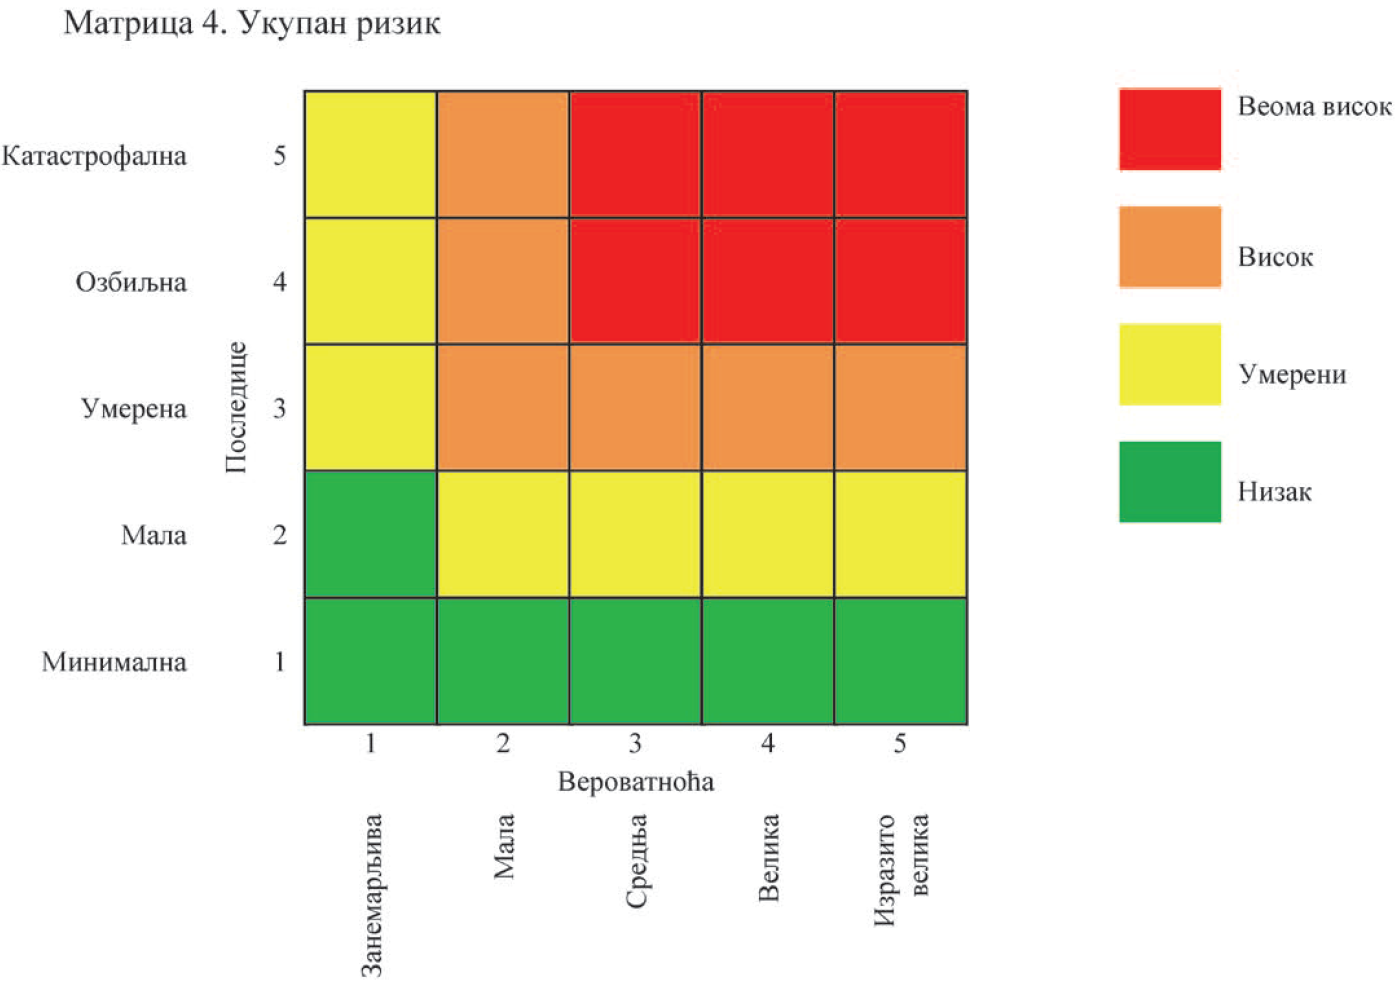 Матрица 4. Укупан ризик
Веома висок
Висок
Умерени
Низак
Последице
Катастрофална 5
Озбиљна 4
Умерена 3
Мала 2
Минимална 1
1 2 3 4 5
Вероватноћа
Занемарљива
Мала
Средња
Велика
Изразито
велика